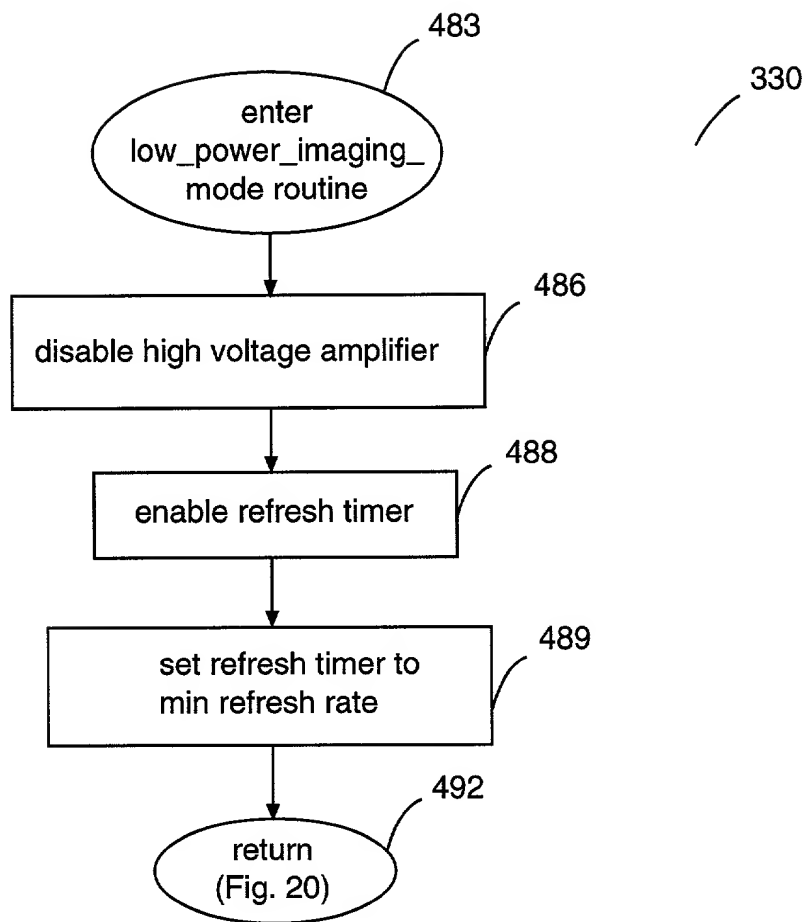 483
330
enter
low_power_imaging_
mode routine
486
disable high voltage amplifier
488
enable refresh timer
489
set refresh timer to
min refresh rate
492
return
(Fig. 20)